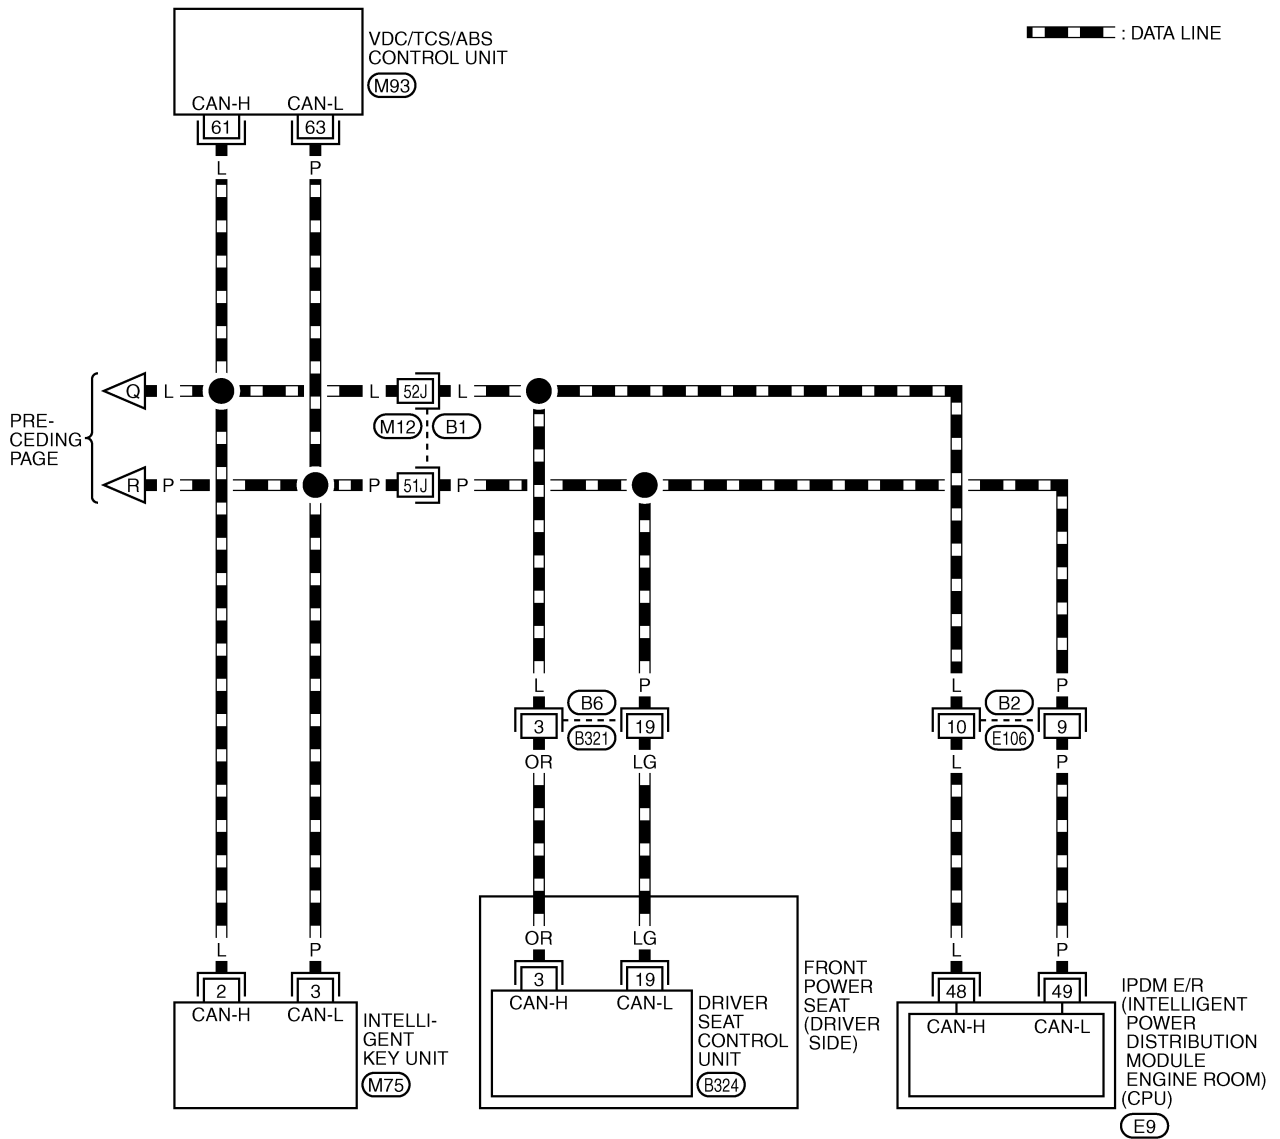 VDC/TCS/ABS
CONTROL UNIT
M93
: DATA LINE
CAN-H CAN-L
61 63
L P
PRE-
CEDING
PAGE
Q L L 52J L
M12 B1
R P P 51J P
L P L P
B6 B2
3 19 10 9
B321 E106
OR LG L P
OR LG
L P L P
2 3 3 19 48 49
CAN-H CAN-L
INTELLI-
GENT
KEY UNIT
M75
CAN-H CAN-L
DRIVER
SEAT
CONTROL
UNIT
B324
FRONT
POWER
SEAT
(DRIVER
SIDE)
CAN-H CAN-L
IPDM E/R
(INTELLIGENT
POWER
DISTRIBUTION
MODULE
ENGINE ROOM)
(CPU)
E9